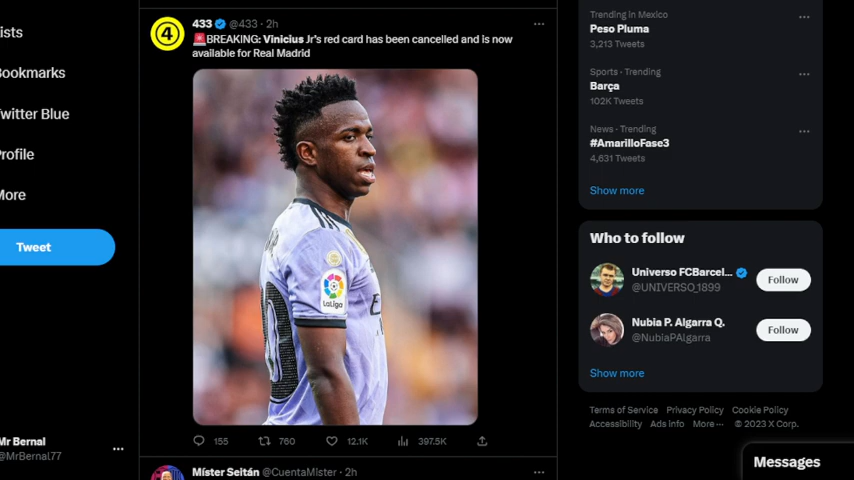 ists
Bookmarks
Twitter Blue
Profile
More
Tweet
Mr Bernal
@MrBernal77
4
433 @433 · 2h
🚨BREAKING: Vinicius Jr's red card has been cancelled and is now
available for Real Madrid
LaLiga
155 760 12.1K 397.5K
Míster Seitán @CuentaMister · 2h
Trending in Mexico
Peso Pluma
3,213 Tweets
Sports · Trending
Barça
102K Tweets
News · Trending
#AmarilloFase3
4,631 Tweets
Show more
Who to follow
Universo FCBarcel...
@UNIVERSO_1899
Follow
Nubia P. Algarra Q.
@NubiaPAlgarra
Follow
Show more
Terms of Service Privacy Policy Cookie Policy
Accessibility Ads info More ··· © 2023 X Corp.
Messages